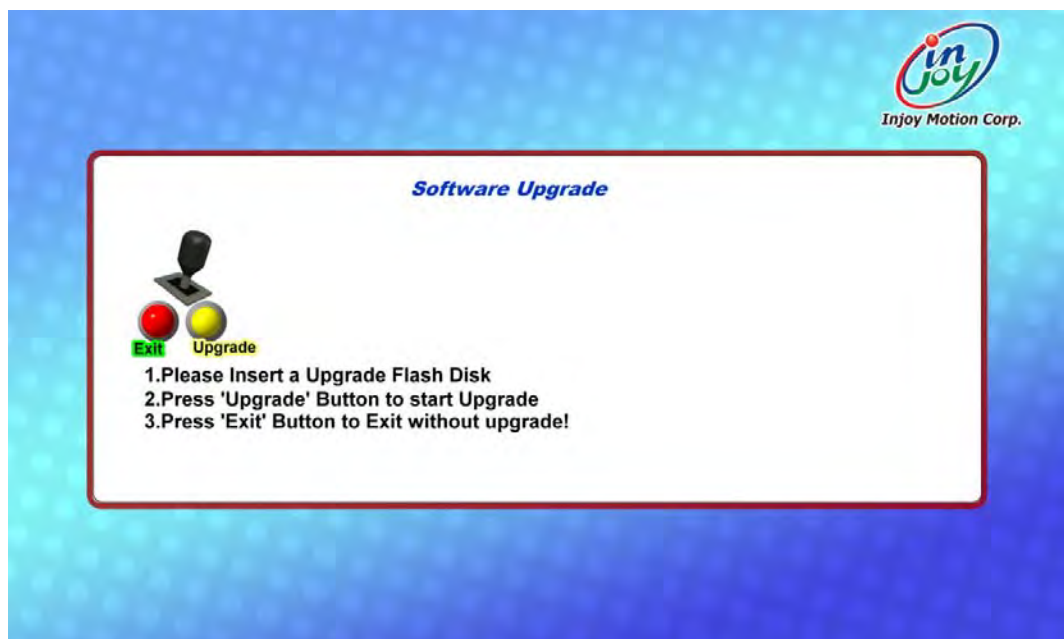 in
joy
Injoy Motion Corp.
Software Upgrade
Exit Upgrade
1.Please Insert a Upgrade Flash Disk
2.Press 'Upgrade' Button to start Upgrade
3.Press 'Exit' Button to Exit without upgrade!